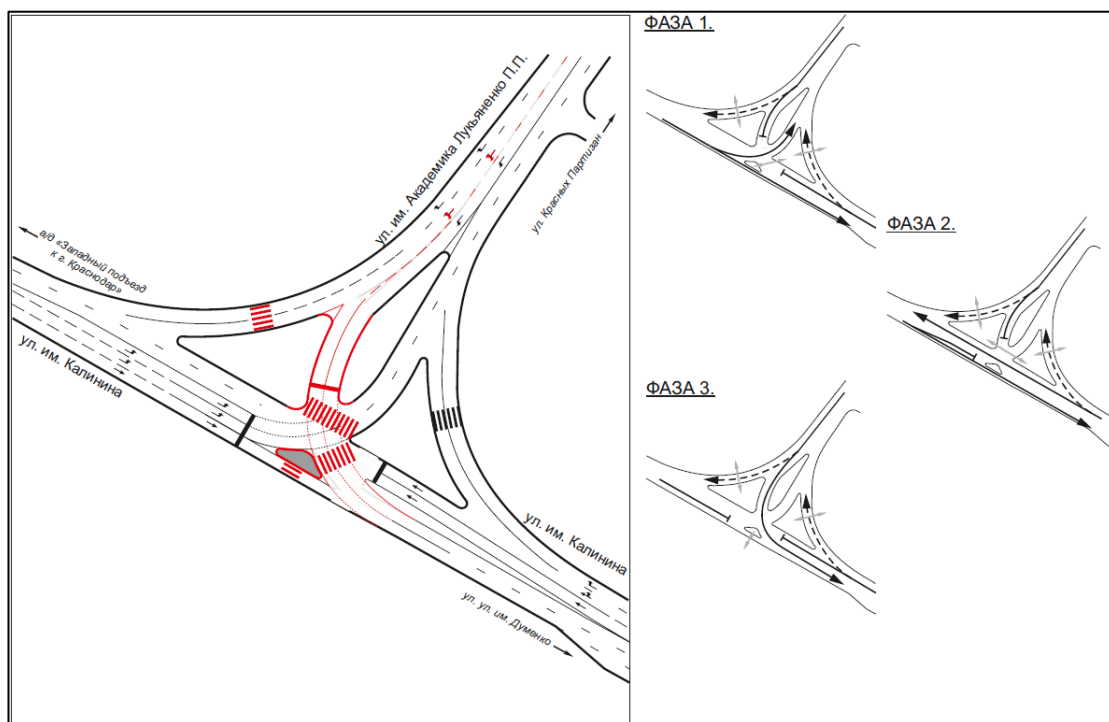 ФАЗА 1.
ул. им. Академика Лукьяненко П.П.
ул. Красных Партизан
а/д «Западный подъезд
к г. Краснодар»
ФАЗА 2.
ул. им. Калинина
ФАЗА 3.
ул. им. Калинина
ул. ул. им. Думенко